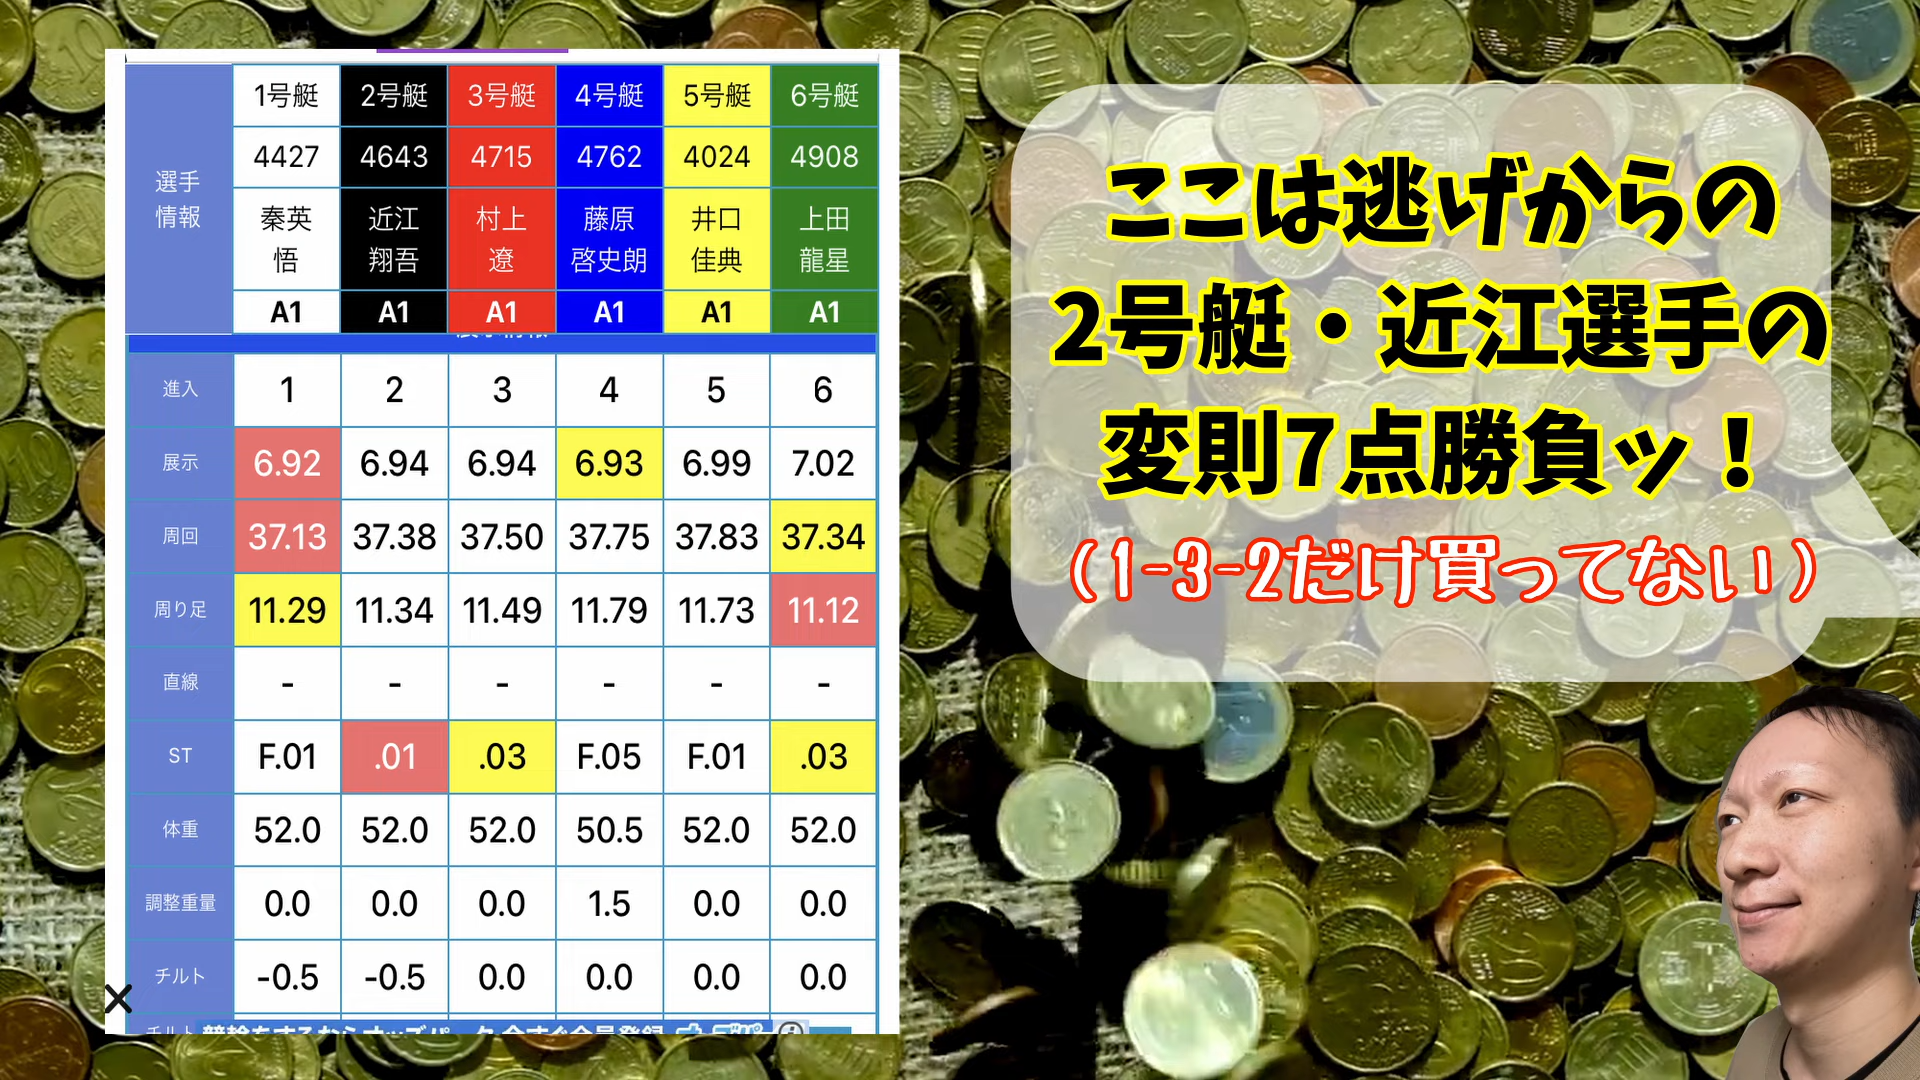 1号艇 2号艇 3号艇 4号艇 5号艇 6号艇
4427 4643 4715 4762 4024 4908
選手
情報
秦英 近江 村上 藤原 井口 上田
悟 翔吾 遼 啓史朗 佳典 龍星
A1 A1 A1 A1 A1 A1
進入 1 2 3 4 5 6
展示 6.92 6.94 6.94 6.93 6.99 7.02
周回 37.13 37.38 37.50 37.75 37.83 37.34
周り足 11.29 11.34 11.49 11.79 11.73 11.12
直線 - - - - - -
ST F.01 .01 .03 F.05 F.01 .03
体重 52.0 52.0 52.0 50.5 52.0 52.0
調整重量 0.0 0.0 0.0 1.5 0.0 0.0
チルト -0.5 -0.5 0.0 0.0 0.0 0.0
チルト
ここは逃げからの
2号艇・近江選手の
変則7点勝負ッ！
（1-3-2だけ買ってない）